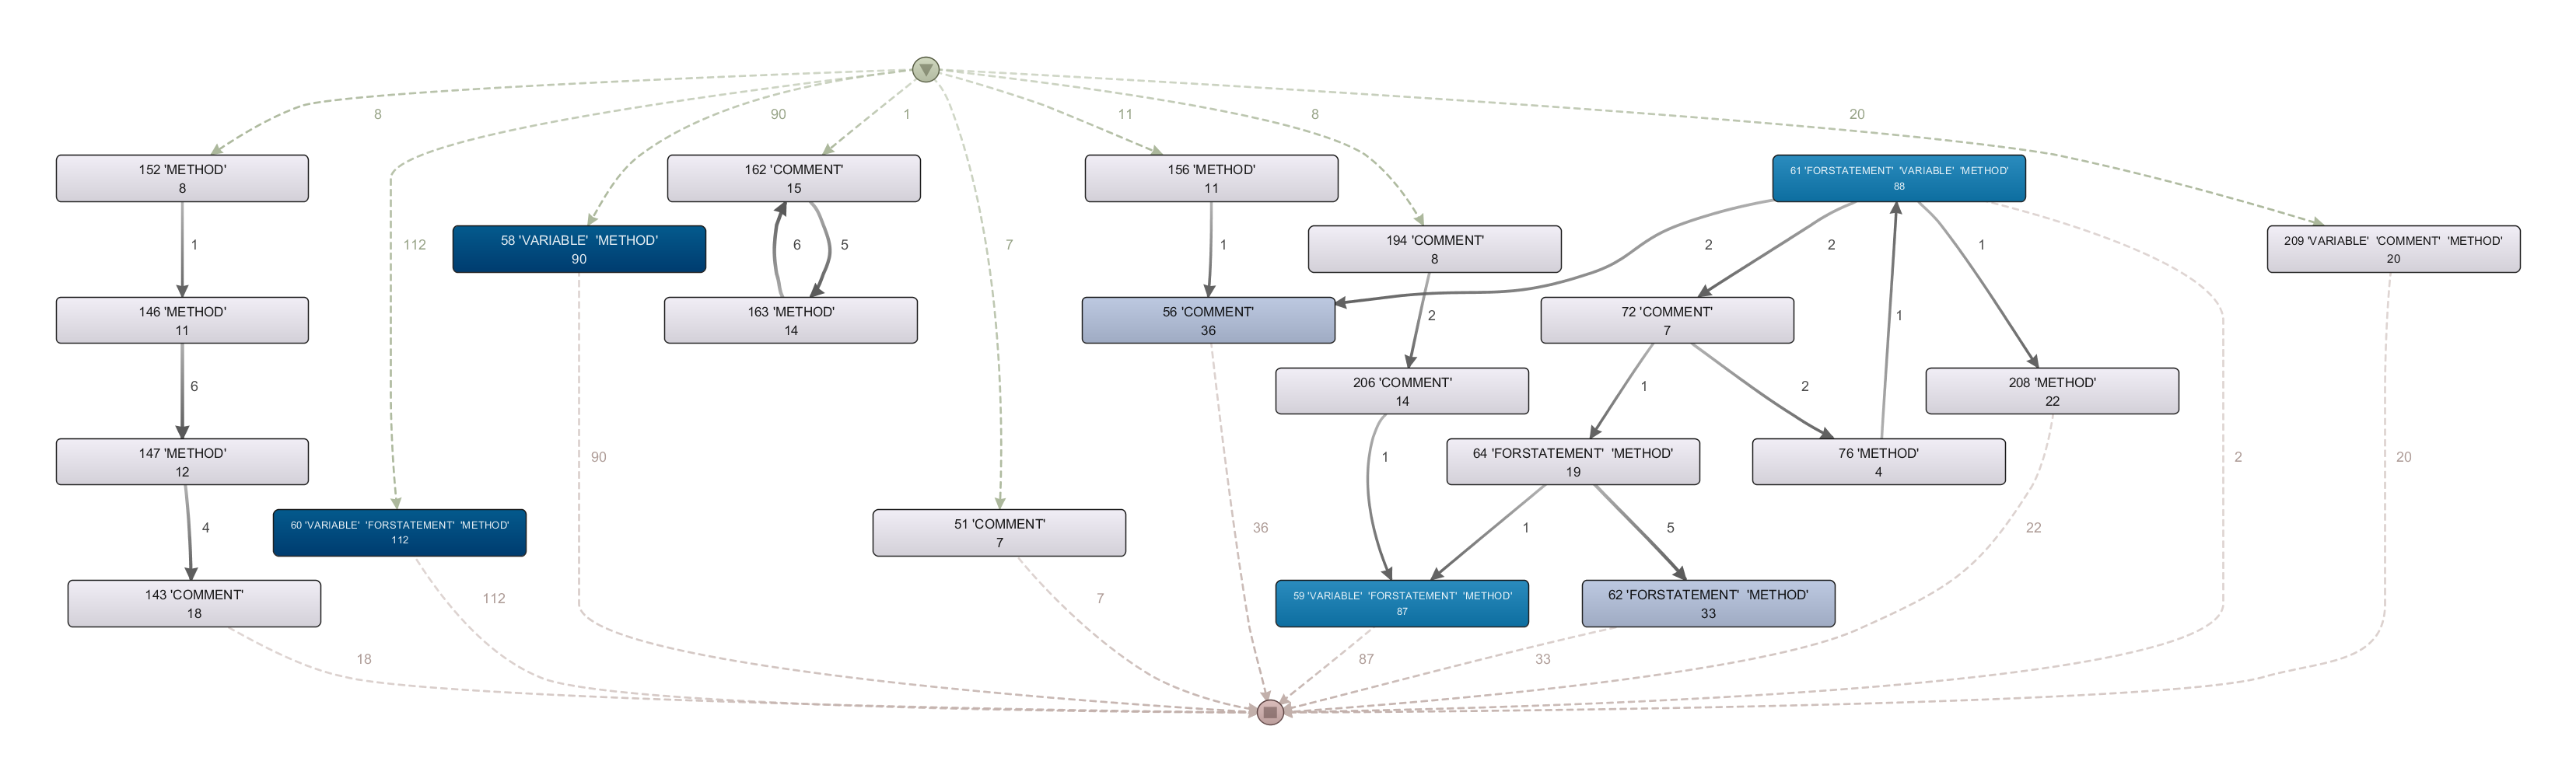 8
90
1
11
8
20
152 'METHOD'
8
162 'COMMENT'
15
156 'METHOD'
11
61 'FORSTATEMENT' 'VARIABLE' 'METHOD'
88
112
58 'VARIABLE' 'METHOD'
90
7
194 'COMMENT'
8
209 'VARIABLE' 'COMMENT' 'METHOD'
20
1
6
5
1
2
2
1
146 'METHOD'
11
163 'METHOD'
14
56 'COMMENT'
36
2
72 'COMMENT'
7
1
6
206 'COMMENT'
14
1
2
208 'METHOD'
22
147 'METHOD'
12
90
1
64 'FORSTATEMENT' 'METHOD'
19
76 'METHOD'
4
2
20
4
60 'VARIABLE' 'FORSTATEMENT' 'METHOD'
112
51 'COMMENT'
7
36
1
5
22
143 'COMMENT'
18
112
7
59 'VARIABLE' 'FORSTATEMENT' 'METHOD'
87
62 'FORSTATEMENT' 'METHOD'
33
18
87
33